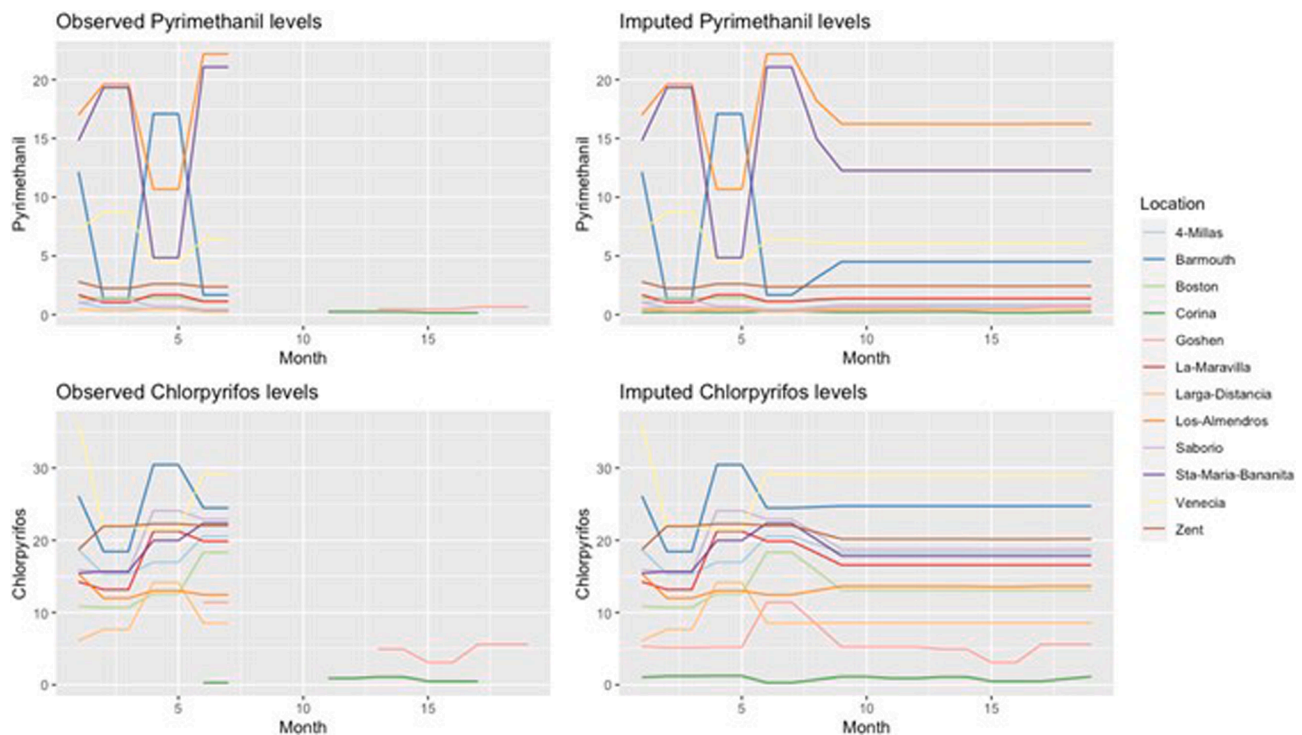 Observed Pyrimethanil levels
Pyrimethanil
20
15
10
5
0
5
10
15
Month
Imputed Pyrimethanil levels
Pyrimethanil
20
15
10
5
0
5
10
15
Month
Observed Chlorpyrifos levels
Chlorpyrifos
30
20
10
0
5
10
15
Month
Imputed Chlorpyrifos levels
Chlorpyrifos
30
20
10
0
5
10
15
Month
Location
4-Millas
Barmouth
Boston
Corina
Goshen
La-Maravilla
Larga-Distancia
Los-Almendros
Saborio
Sta-Maria-Bananita
Venecia
Zent